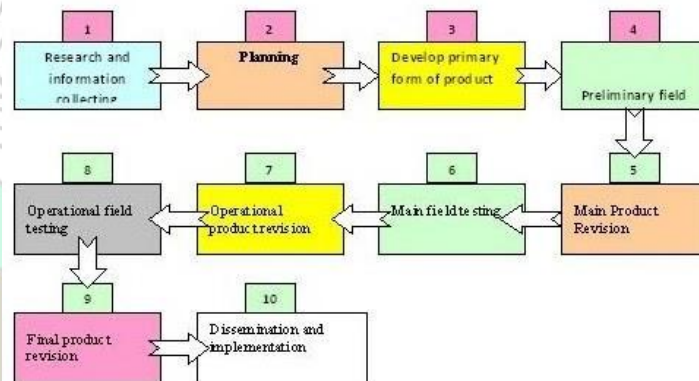 1
Research and
information
collecting
2
Planning
3
Develop primary
form of product
4
Preliminary field
5
Main Product
Revision
6
Main field testing
7
Operational
product revision
8
Operational field
testing
9
Final product
revision
10
Dissemination and
implementation